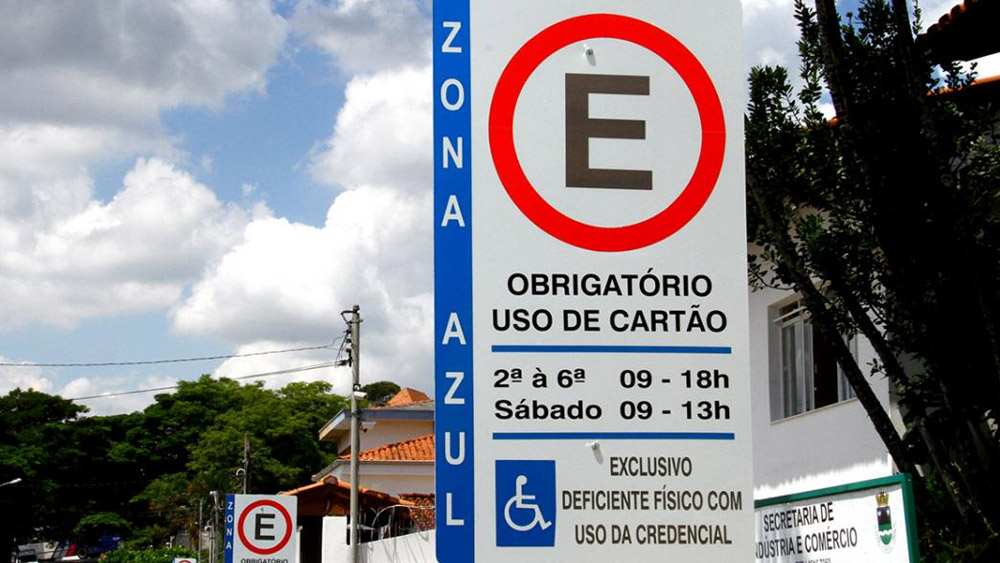 ZONA AZUL
E
OBRIGATÓRIO
USO DE CARTÃO
2ª à 6ª 09 - 18h
Sábado 09 - 13h
EXCLUSIVO
DEFICIENTE FÍSICO COM
USO DA CREDENCIAL
ZONA
E
OBRIGATÓRIO
SECRETARIA DE
INDÚSTRIA E COMÉRCIO